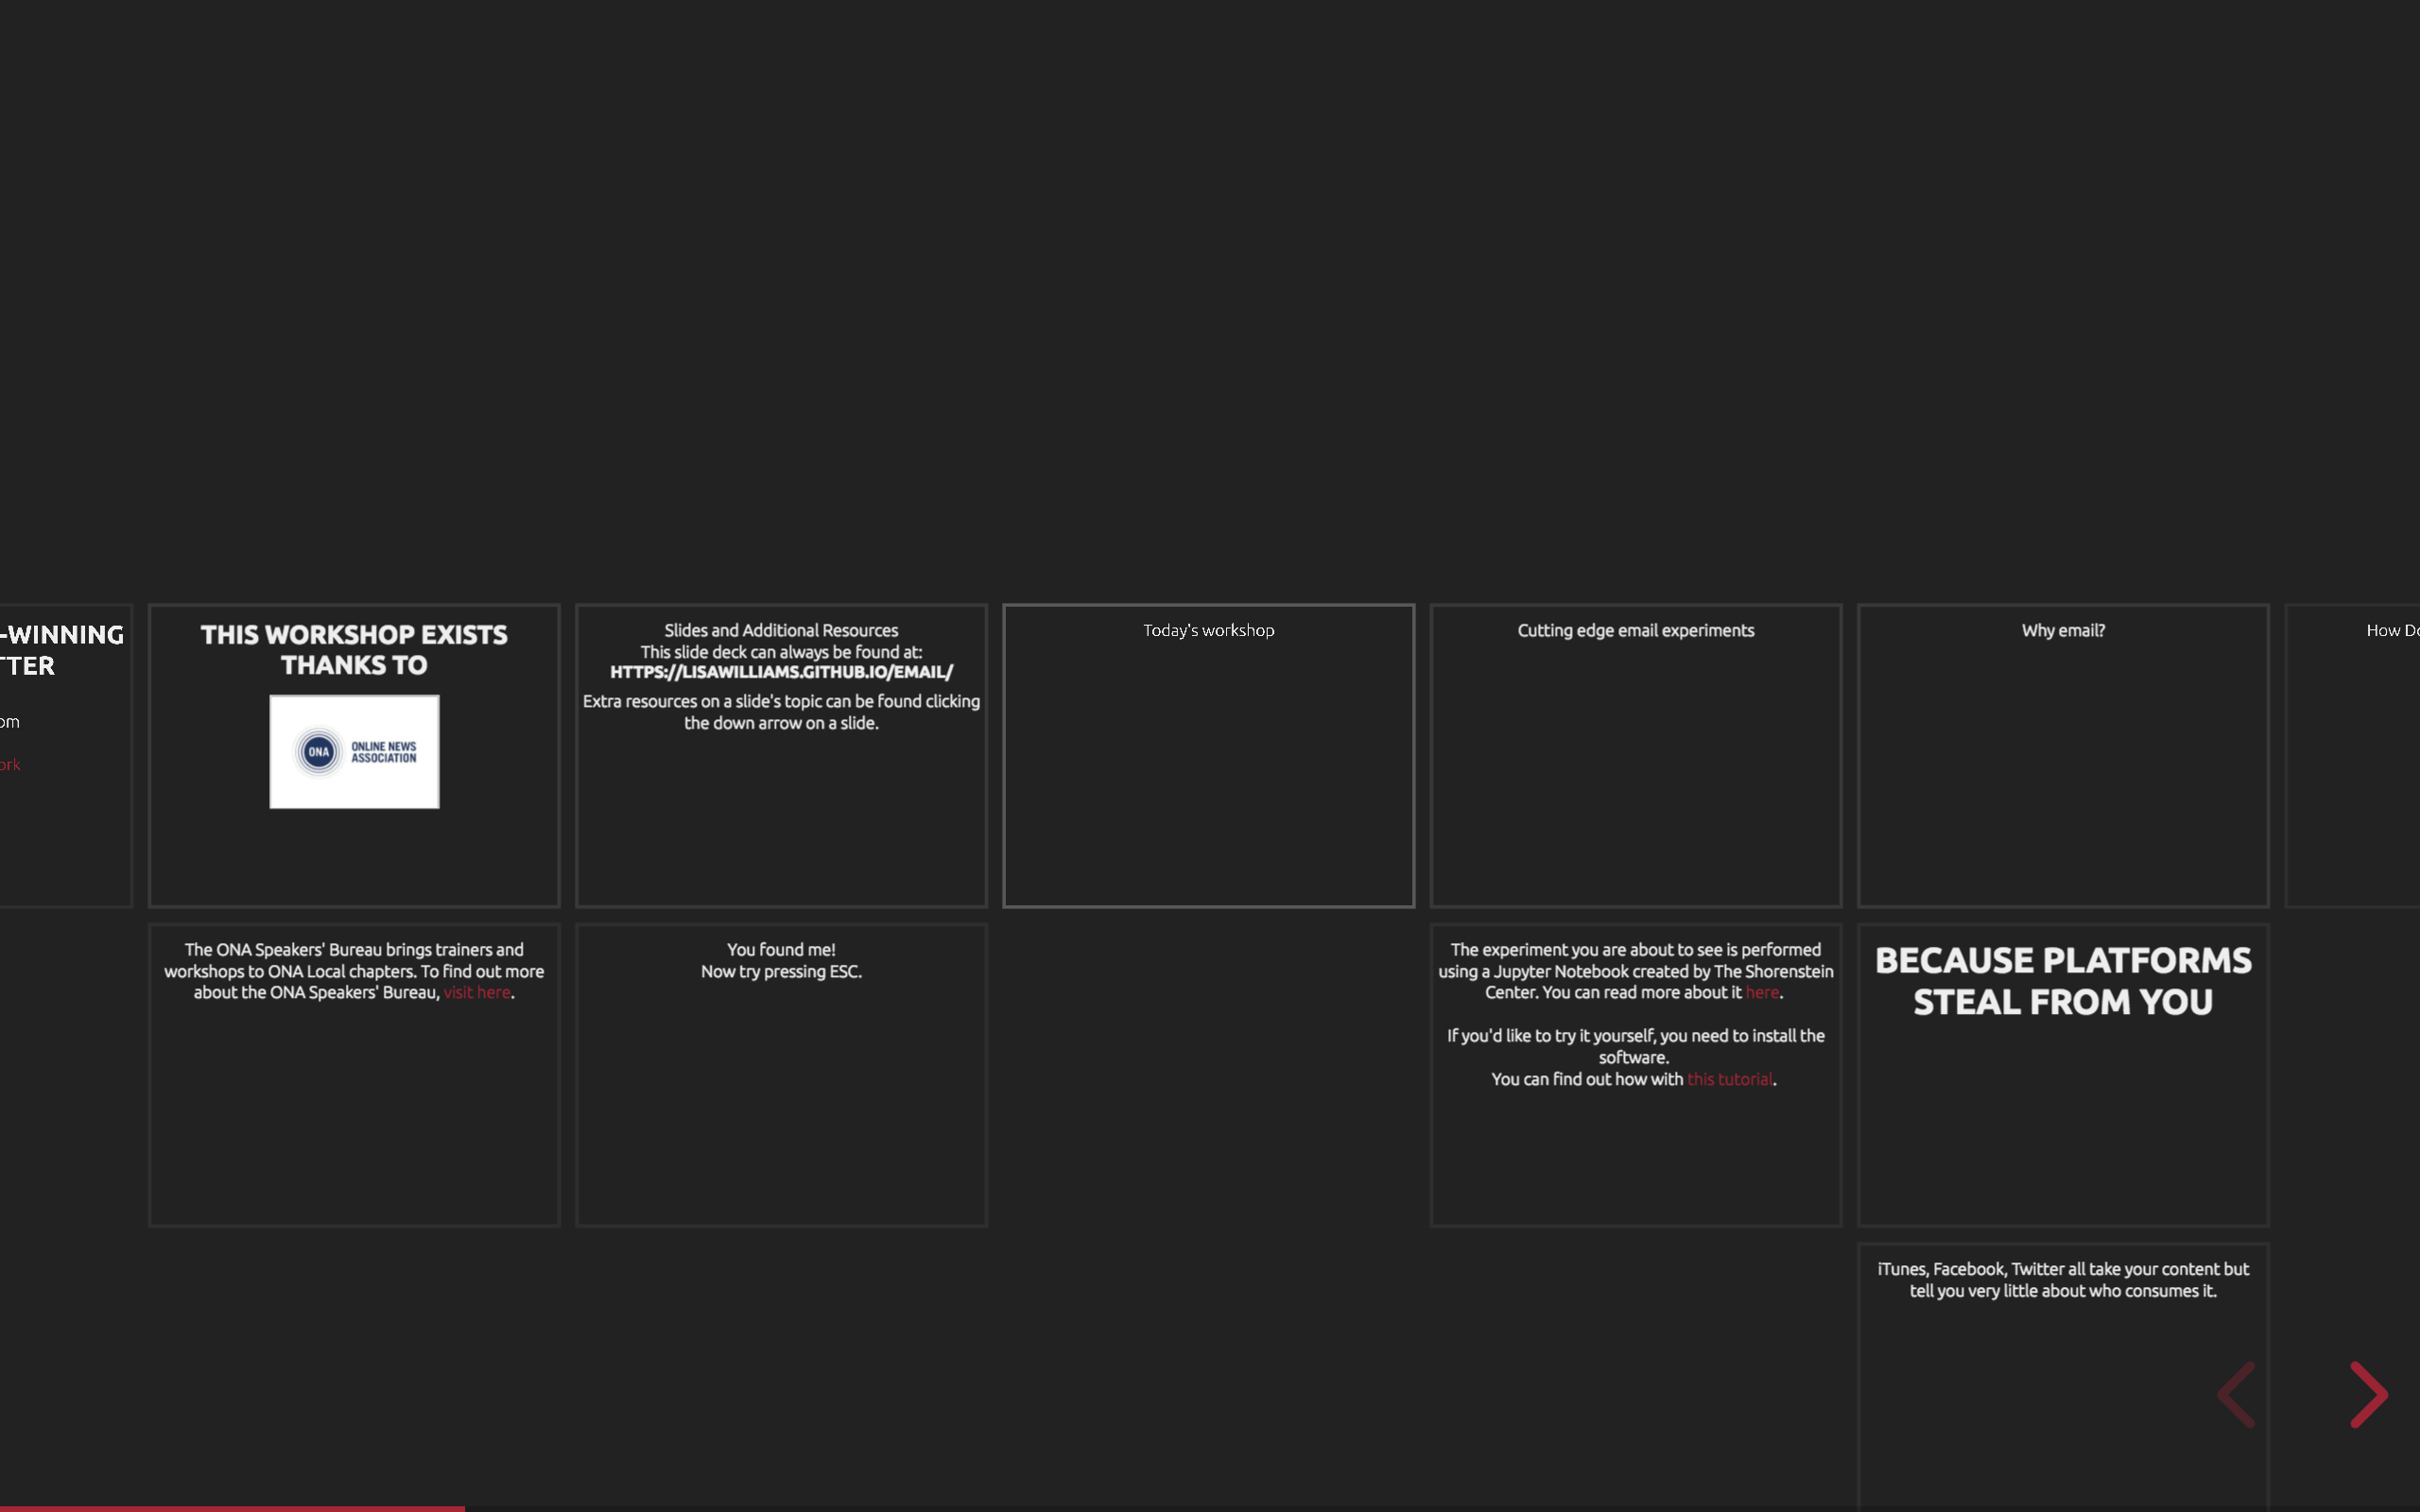 -WINNING
TTER
om
ork
THIS WORKSHOP EXISTS
THANKS TO
ONA
ONLINE NEWS
ASSOCIATION
Slides and Additional Resources
This slide deck can always be found at:
HTTPS://LISAWILLIAMS.GITHUB.IO/EMAIL/
Extra resources on a slide's topic can be found clicking
the down arrow on a slide.
Today's workshop
Cutting edge email experiments
Why email?
How Do
The ONA Speakers' Bureau brings trainers and
workshops to ONA Local chapters. To find out more
about the ONA Speakers' Bureau, visit here.
You found me!
Now try pressing ESC.
The experiment you are about to see is performed
using a Jupyter Notebook created by The Shorenstein
Center. You can read more about it here.
If you'd like to try it yourself, you need to install the
software.
You can find out how with this tutorial.
BECAUSE PLATFORMS
STEAL FROM YOU
iTunes, Facebook, Twitter all take your content but
tell you very little about who consumes it.